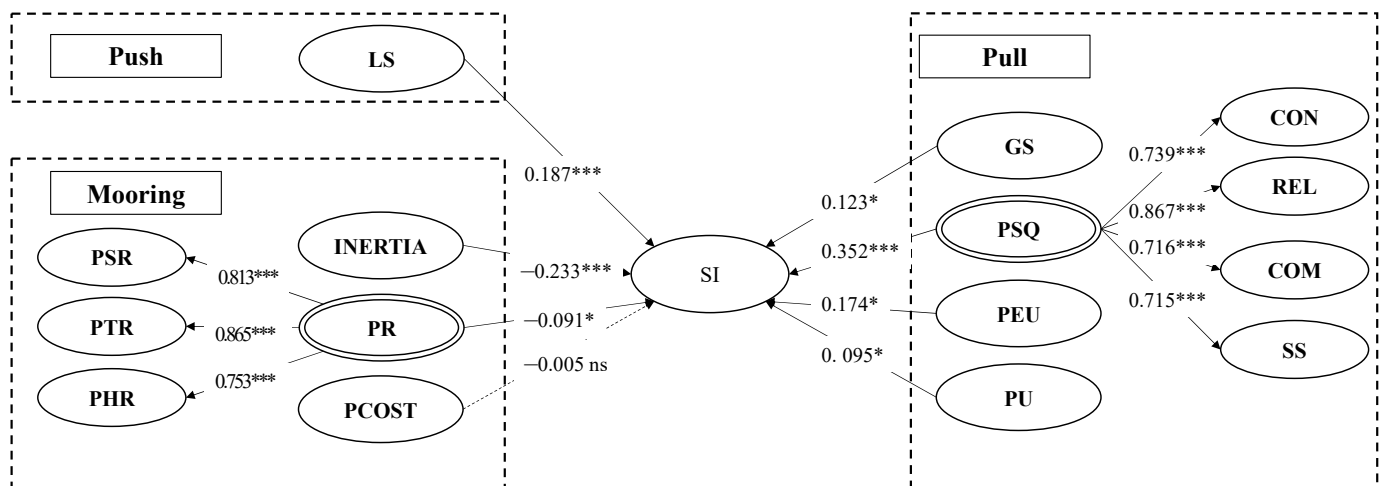 Push
LS
0.187***
Mooring
PSR
PTR
PHR
0.813***
0.865***
0.753***
INERTIA
PR
PCOST
−0.233***
−0.091*
−0.005 ns
SI
Pull
GS
PSQ
PEU
PU
0.123*
0.352***
0.174*
0. 095*
0.739***
0.867***
0.716***
0.715***
CON
REL
COM
SS